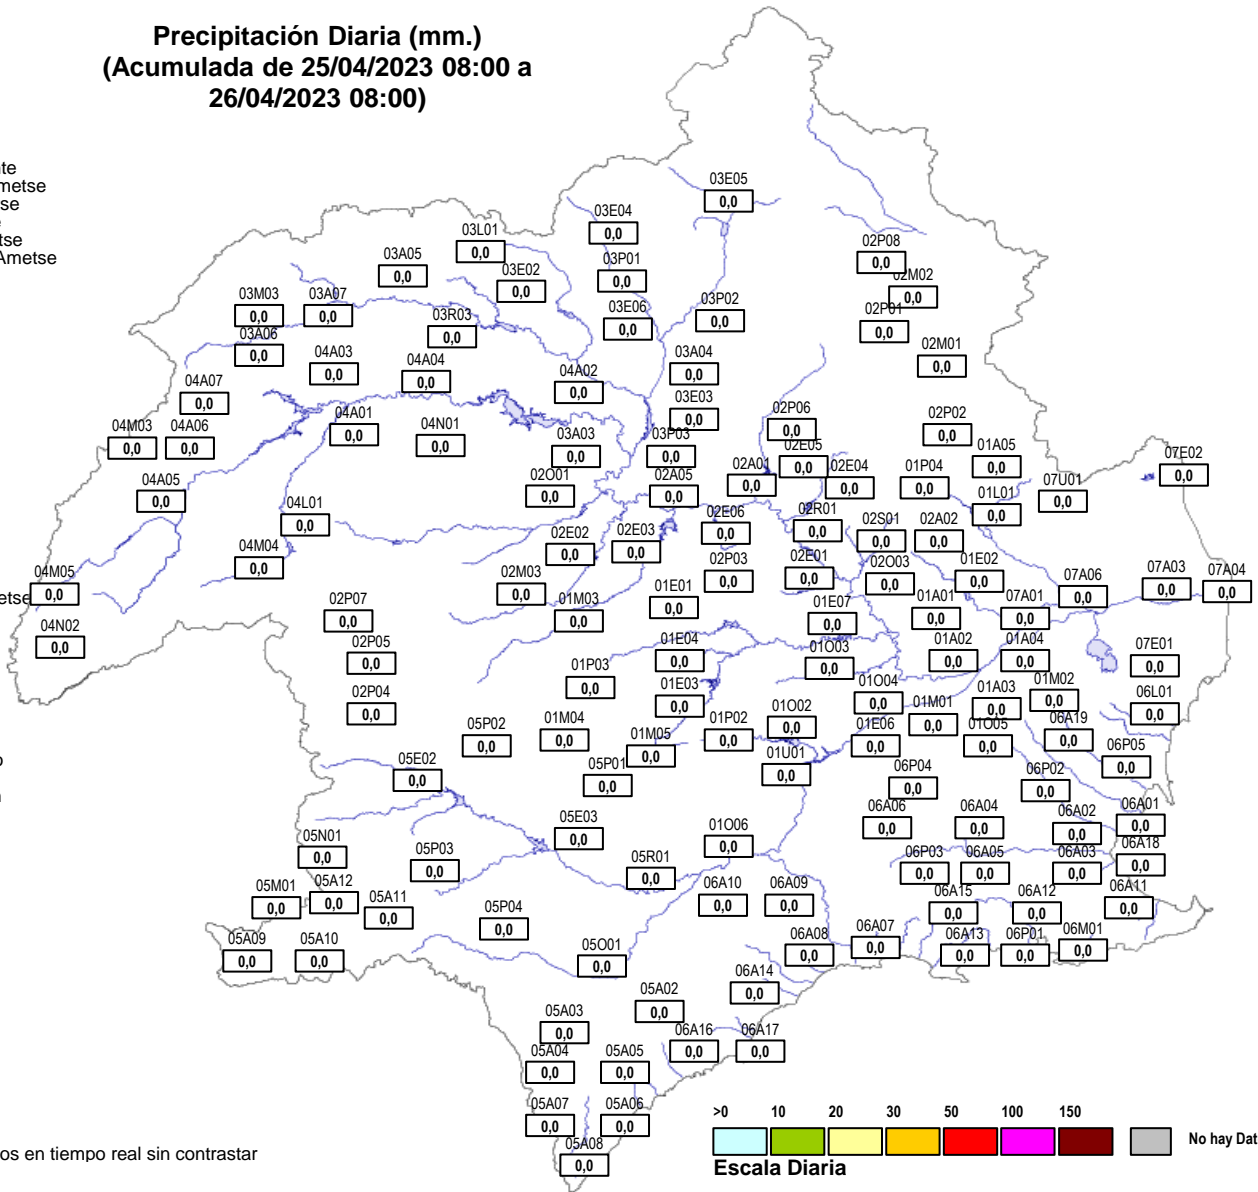 Precipitación Diaria (mm.)
(Acumulada de 25/04/2023 08:00 a
26/04/2023 08:00)
te
metse
se
tse
Ametse
03E05
0,0
03E04
0,0
03L01
0,0
03A05
0,0
03E02
0,0
03P01
0,0
02P08
0,0
02M02
0,0
03M03
0,0
03A07
0,0
03R03
0,0
03E06
0,0
03P02
0,0
02P01
0,0
03A06
0,0
04A03
0,0
04A04
0,0
04A02
0,0
03A04
0,0
02M01
0,0
04A07
0,0
03E03
0,0
04M03
0,0
04A06
0,0
04A01
0,0
04N01
0,0
03A03
0,0
03P03
0,0
02P06
0,0
02P02
0,0
02E05
0,0
01A05
0,0
07E02
0,0
04A05
0,0
02O01
0,0
02A05
0,0
02A01
0,0
02E04
0,0
01P04
0,0
07U01
0,0
01L01
0,0
04L01
0,0
02E02
0,0
02E03
0,0
02E06
0,0
02R01
0,0
02S01
0,0
02A02
0,0
04M04
0,0
02M03
0,0
02P03
0,0
02E01
0,0
02O03
0,0
01E02
0,0
04M05
0,0
etse
07A06
0,0
07A03
0,0
07A04
0,0
02P07
0,0
01M03
0,0
01E01
0,0
01E07
0,0
01A01
0,0
07A01
0,0
04N02
0,0
02P05
0,0
01E04
0,0
01O03
0,0
01A02
0,0
01A04
0,0
07E01
0,0
01P03
0,0
01E03
0,0
01O04
0,0
01A03
0,0
01M02
0,0
06L01
0,0
02P04
0,0
01M01
0,0
05P02
0,0
01M04
0,0
01M05
0,0
01P02
0,0
01O02
0,0
01E06
0,0
01O05
0,0
06A19
0,0
06P05
0,0
05E02
0,0
05P01
0,0
01U01
0,0
06P04
0,0
06P02
0,0
05E03
0,0
01O06
0,0
06A06
0,0
06A04
0,0
06A02
0,0
06A01
0,0
05N01
0,0
05P03
0,0
05R01
0,0
06P03
0,0
06A05
0,0
06A03
0,0
06A18
0,0
05M01
0,0
05A12
0,0
05A11
0,0
06A10
0,0
06A09
0,0
06A15
0,0
06A12
0,0
06A11
0,0
05P04
0,0
05A09
0,0
05A10
0,0
05O01
0,0
06A08
0,0
06A07
0,0
06A13
0,0
06P01
0,0
06M01
0,0
06A14
0,0
05A02
0,0
05A03
0,0
06A16
0,0
06A17
0,0
05A04
0,0
05A05
0,0
05A07
0,0
05A06
0,0
05A08
0,0
os en tiempo real sin contrastar
>0 10 20 30 50 100 150
No hay Dat
Escala Diaria